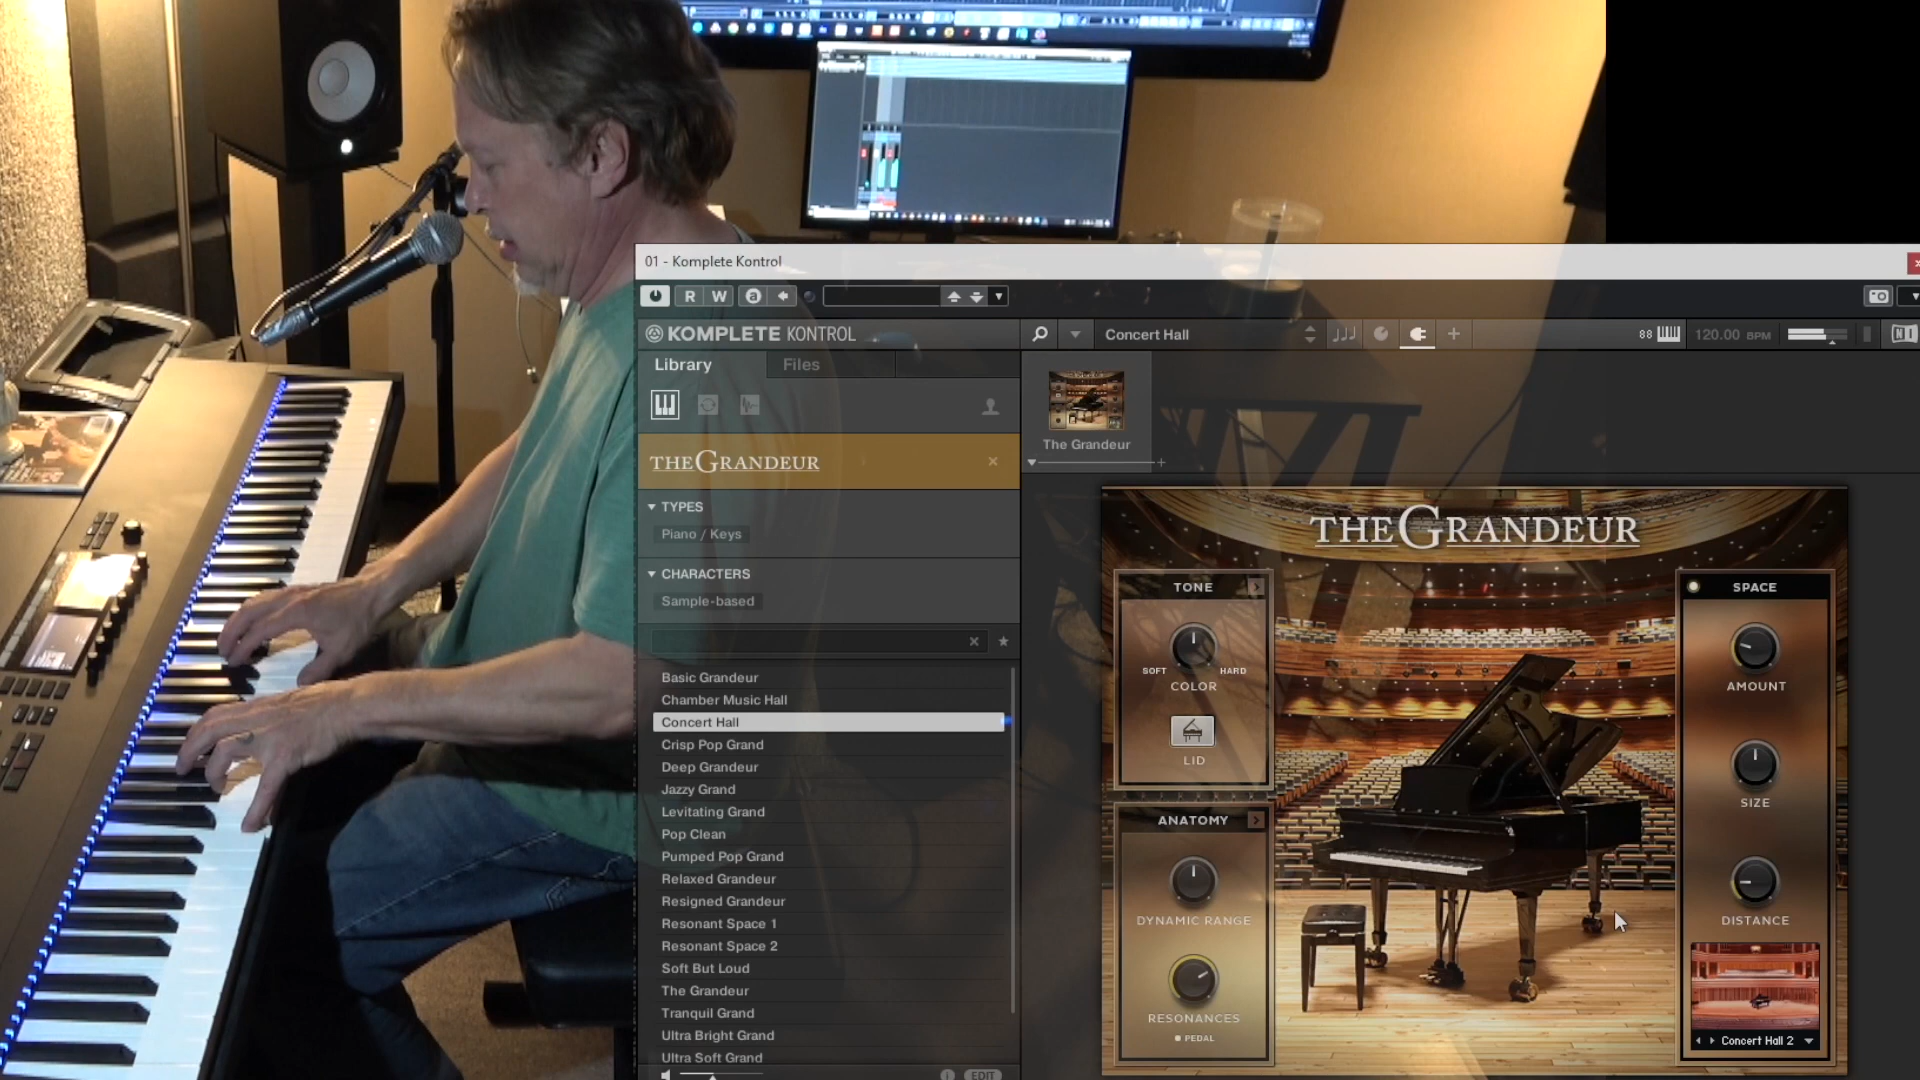 01 - Komplete Kontrol
R W a
KOMPLETE KONTROL
Concert Hall
88
120.00 BPM
Library
Files
The Grandeur
THE GRANDEUR
TYPES
Piano / Keys
CHARACTERS
Sample-based
Basic Grandeur
Chamber Music Hall
Concert Hall
Crisp Pop Grand
Deep Grandeur
Jazzy Grand
Levitating Grand
Pop Clean
Pumped Pop Grand
Relaxed Grandeur
Resigned Grandeur
Resonant Space 1
Resonant Space 2
Soft But Loud
The Grandeur
Tranquil Grand
Ultra Bright Grand
Ultra Soft Grand
EDIT
THE GRANDEUR
TONE
SOFT HARD
COLOR
LID
ANATOMY
DYNAMIC RANGE
RESONANCES
PEDAL
SPACE
AMOUNT
SIZE
DISTANCE
Concert Hall 2